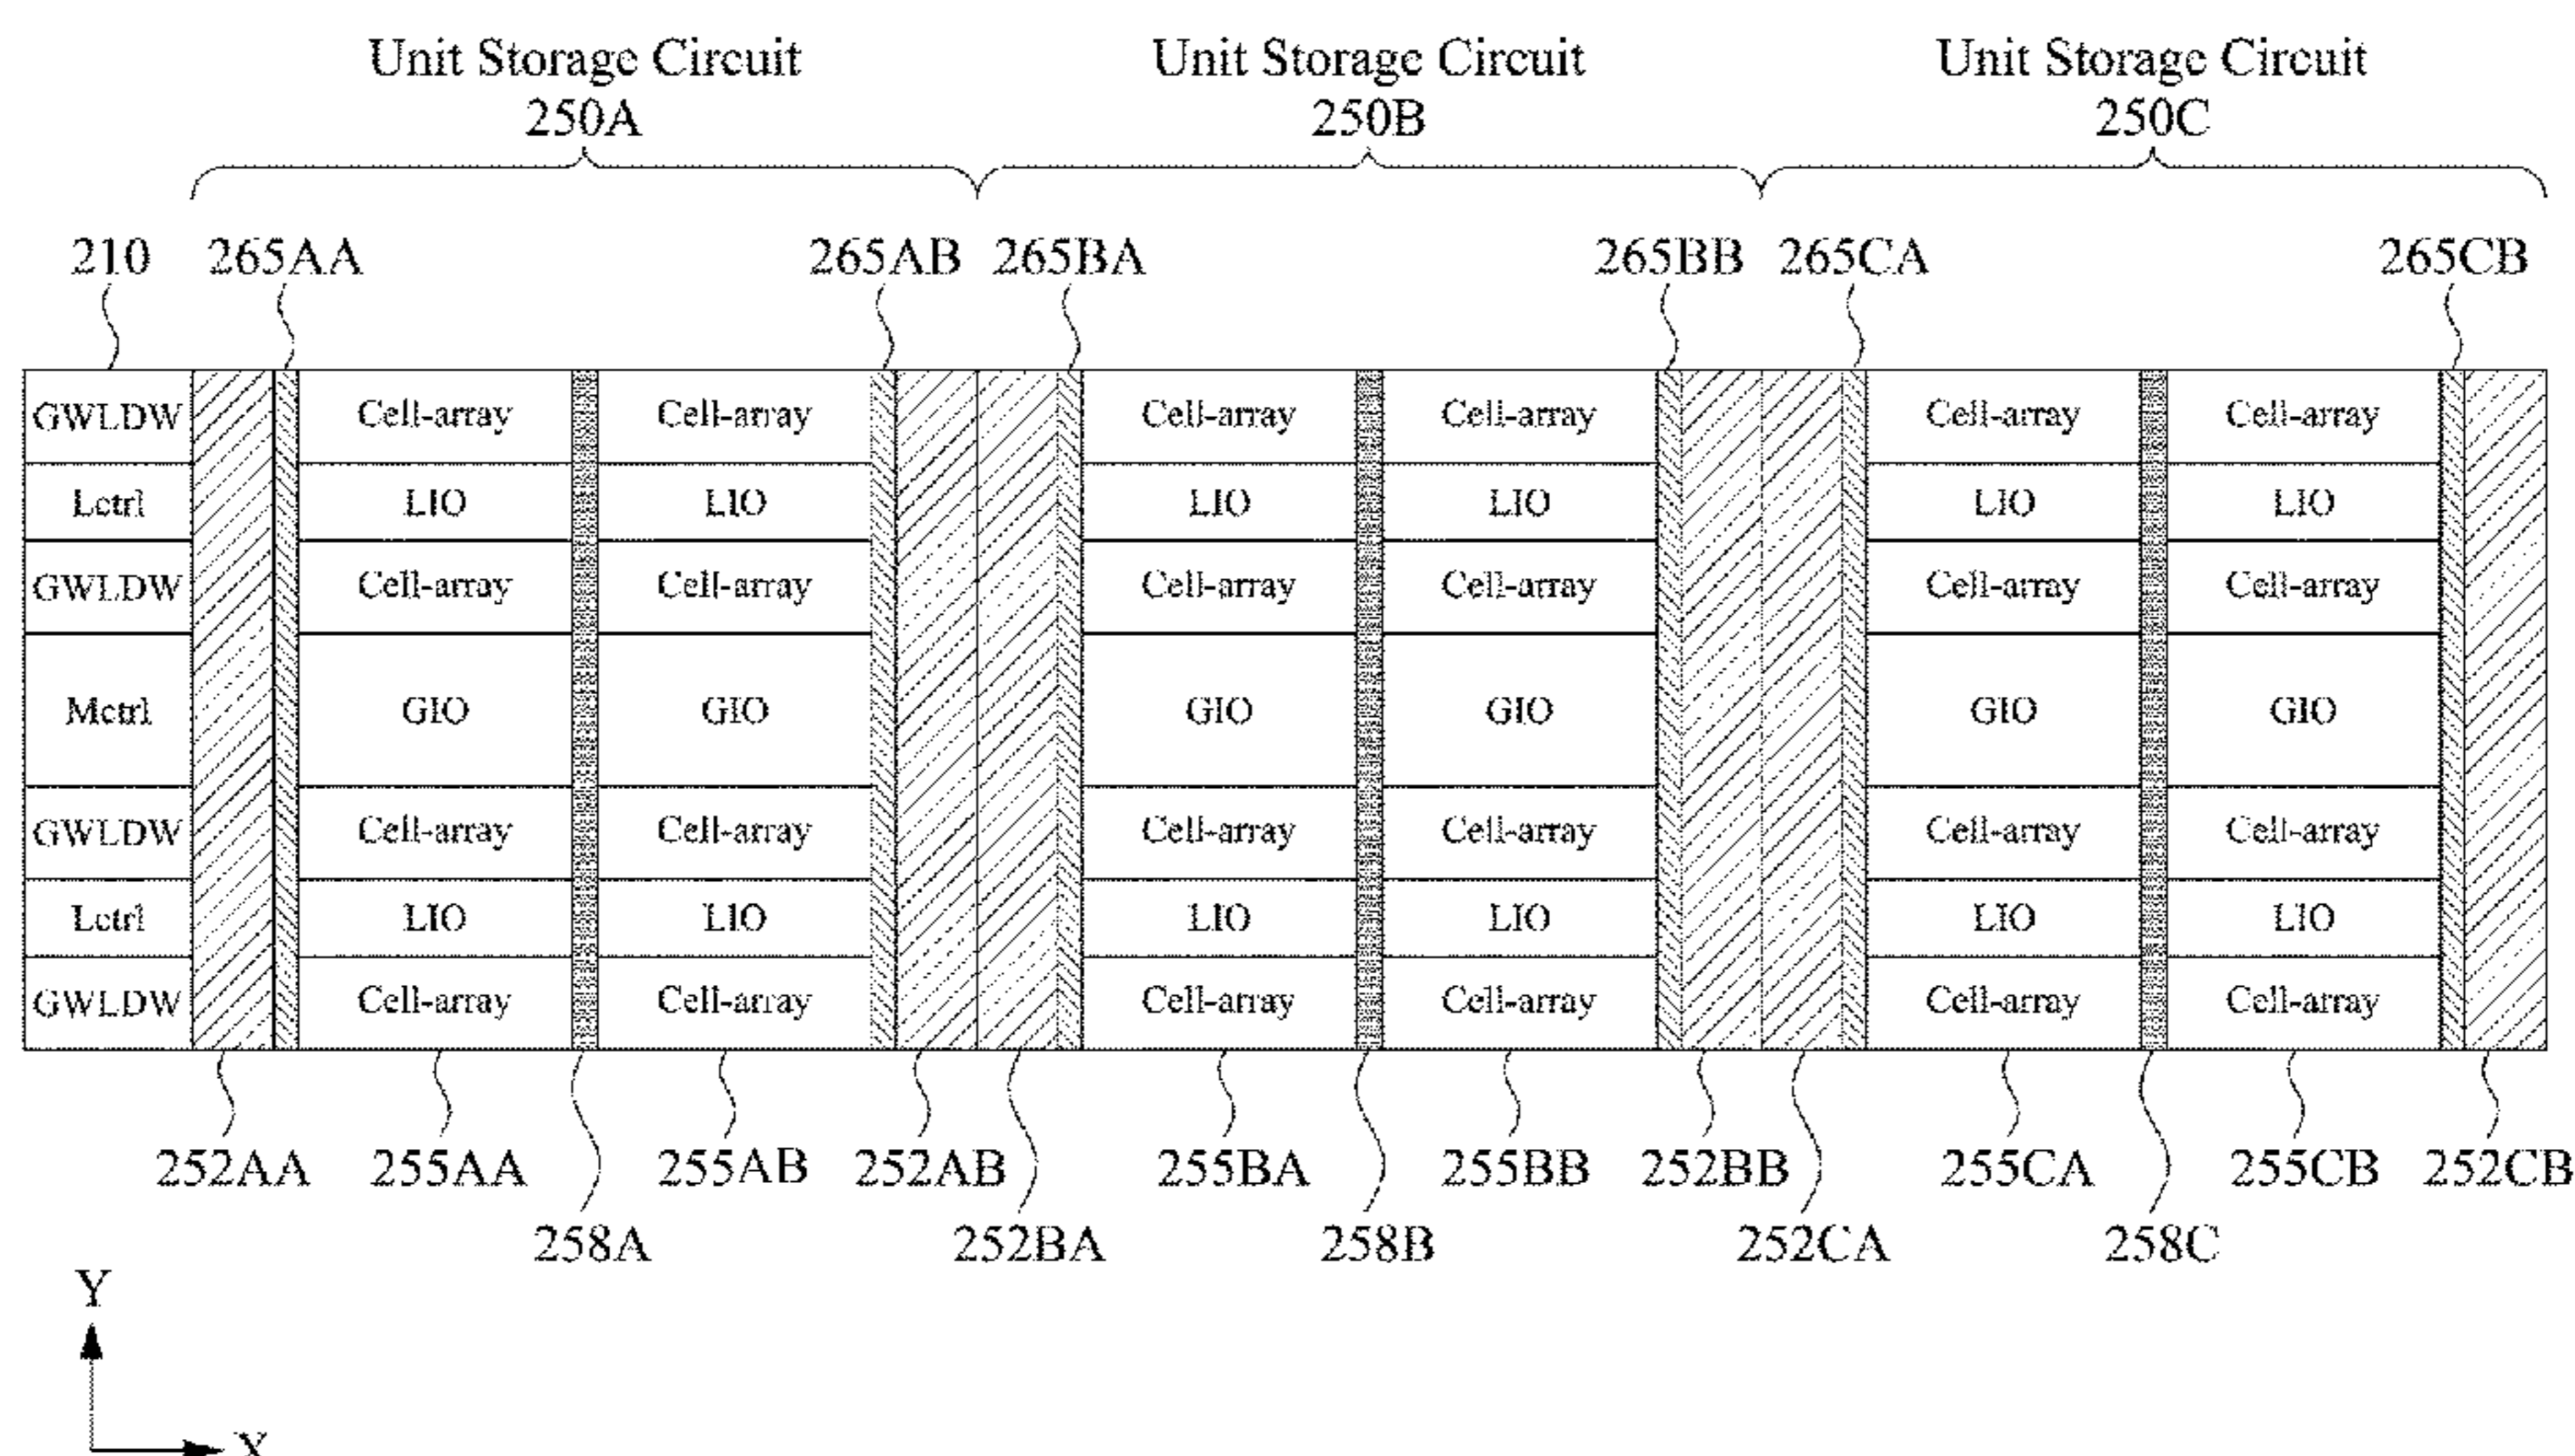 Unit Storage Circuit Unit Storage Circuit Unit Storage Circuit
250A 250B 250C
210 265AA 265AB 265BA 265BB 265CA 265CB
GWLDW Cell-array Cell-array Cell-array Cell-array Cell-array Cell-array
Lctrl LIO LIO LIO LIO LIO LIO
GWLDW Cell-array Cell-array Cell-array Cell-array Cell-array Cell-array
Mctrl GIO GIO GIO GIO GIO GIO
GWLDW Cell-array Cell-array Cell-array Cell-array Cell-array Cell-array
Lctrl LIO LIO LIO LIO LIO LIO
GWLDW Cell-array Cell-array Cell-array Cell-array Cell-array Cell-array
252AA 255AA 255AB 252AB 255BA 255BB 252BB 255CA 255CB 252CB
258A 252BA 258B 252CA 258C
Y
X